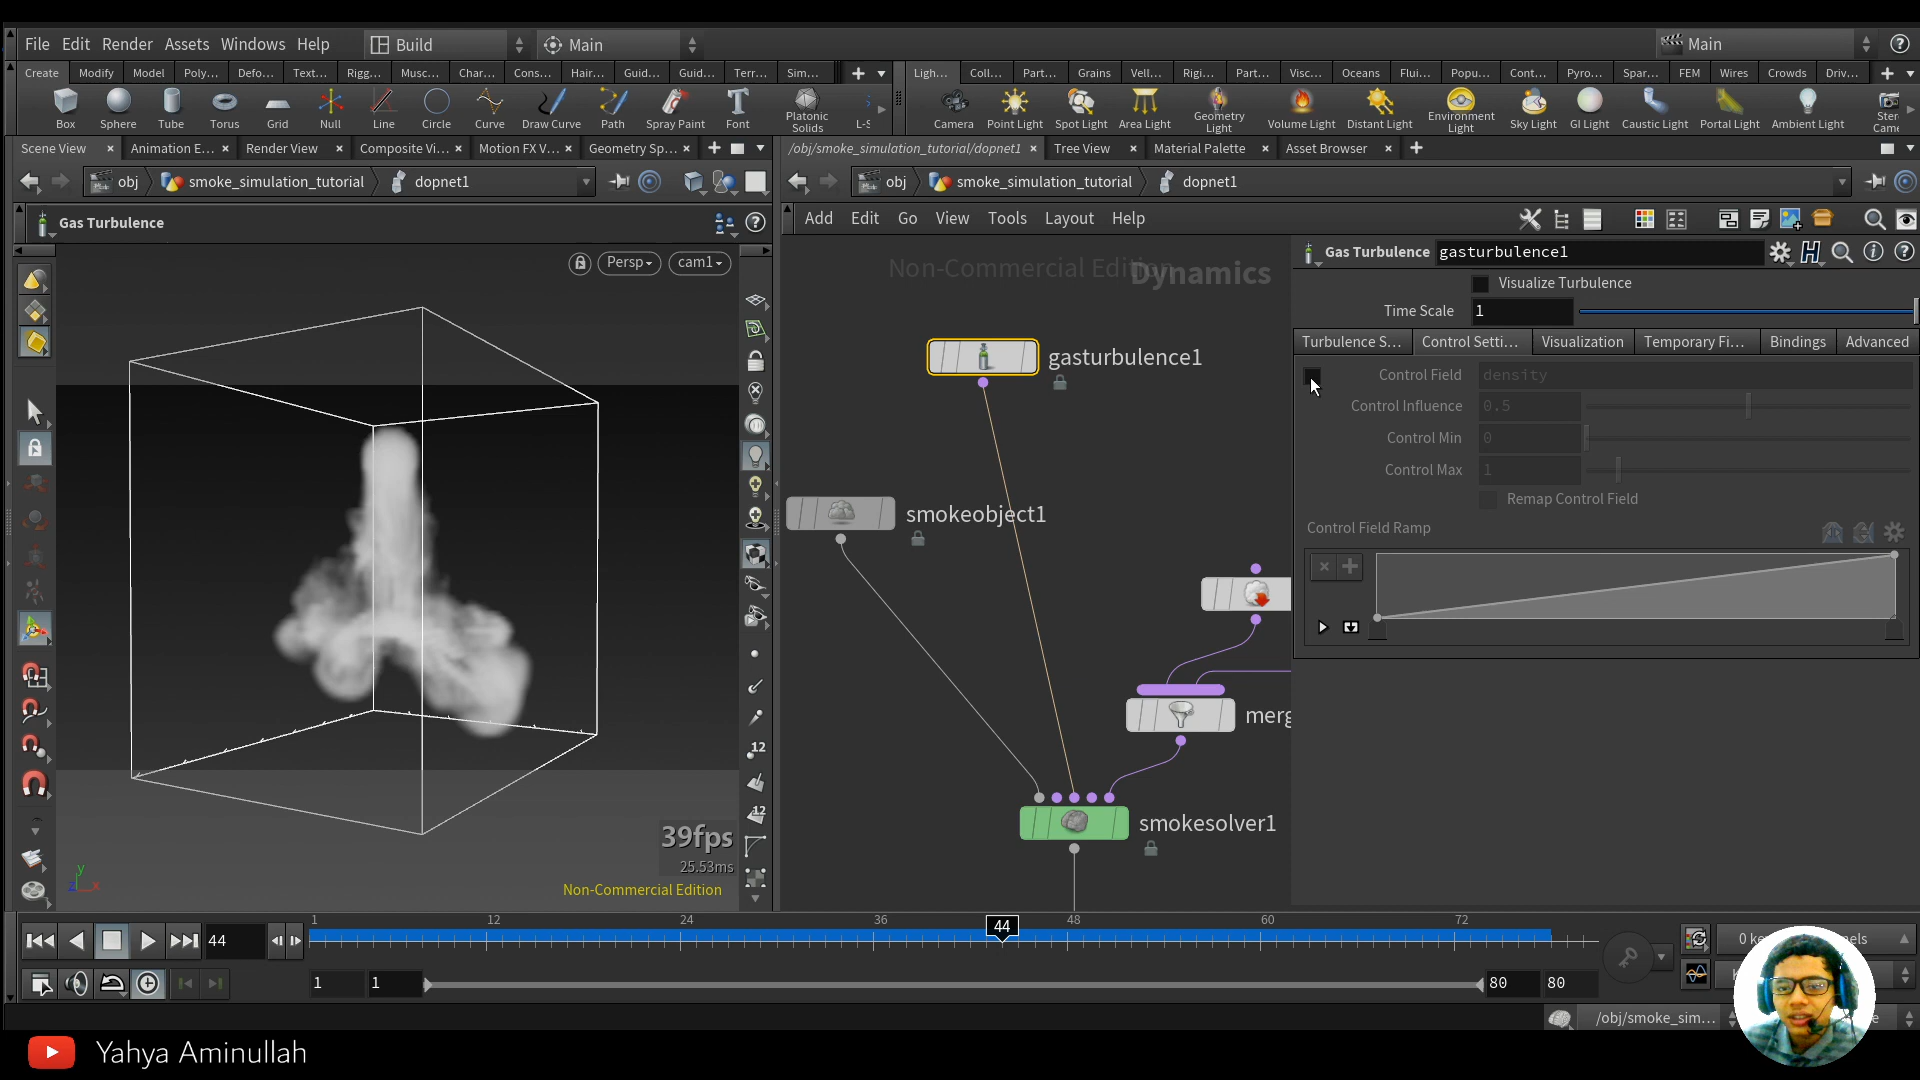 File Edit Render Assets Windows Help Build Main Main
Create Modify Model Poly... Defo... Text... Rigg... Musc... Char... Cons... Hair... Guid... Guid... Terr... Sim... Ligh... Coll... Part... Grains Vell... Rigi... Part... Visc... Oceans Flui... Popu... Cont... Pyro... Spar... FEM Wires Crowds Driv...
Box Sphere Tube Torus Grid Null Line Circle Curve Draw Curve Path Spray Paint Font Platonic Solids L-S Camera Point Light Spot Light Area Light Geometry Light Volume Light Distant Light Environment Light Sky Light GI Light Caustic Light Portal Light Ambient Light Ster Came
Scene View Animation E... Render View Composite Vi... Motion FX V... Geometry Sp... /obj/smoke_simulation_tutorial/dopnet1 Tree View Material Palette Asset Browser
obj smoke_simulation_tutorial dopnet1 obj smoke_simulation_tutorial dopnet1
Gas Turbulence
Add Edit Go View Tools Layout Help
Persp cam1
Non-Commercial Edition
Dynamics
Gas Turbulence gasturbulence1
Visualize Turbulence
Time Scale 1
Turbulence S... Control Setti... Visualization Temporary Fi... Bindings Advanced
Control Field density
Control Influence 0.5
Control Min 0
Control Max 1
Remap Control Field
Control Field Ramp
gasturbulence1
smokeobject1
merg
smokesolver1
12
12
39fps
25.53ms
Non-Commercial Edition
y
z x
1 12 24 36 48 60 72
44
44
1 1 80 80
/obj/smoke_sim...
Yahya Aminullah